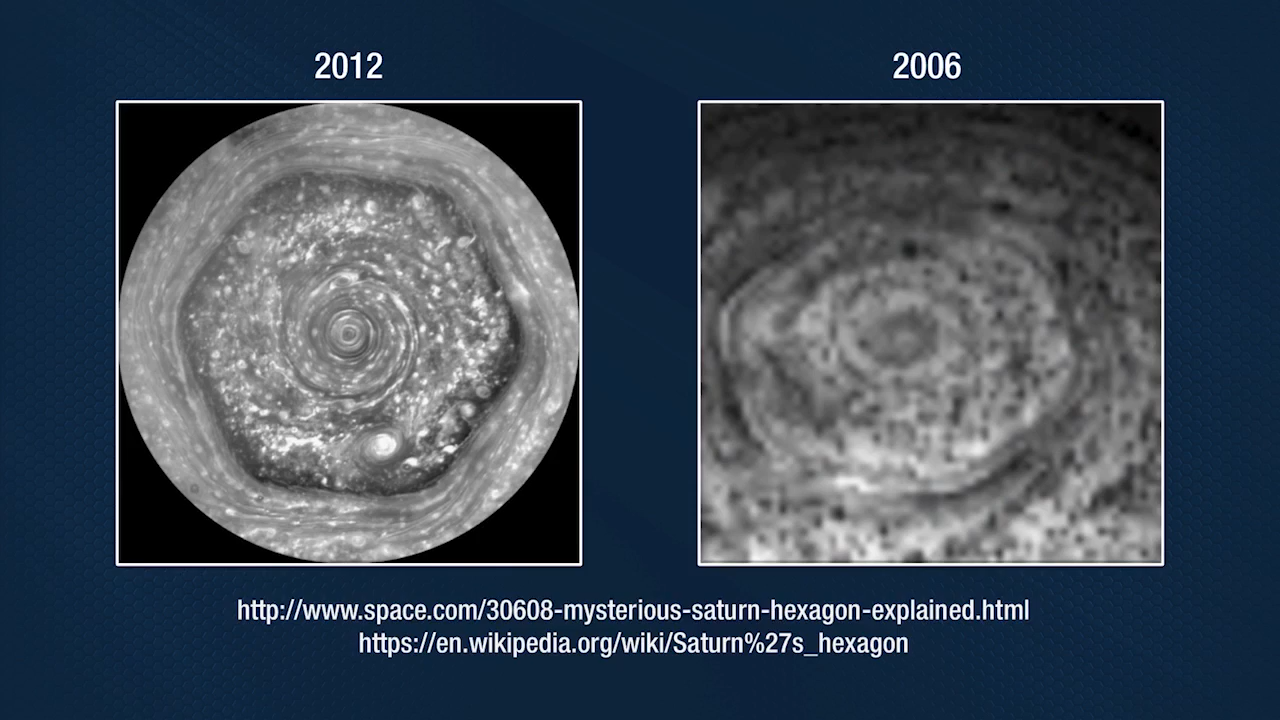 2012
2006
http://www.space.com/30608-mysterious-saturn-hexagon-explained.html
https://en.wikipedia.org/wiki/Saturn%27s_hexagon